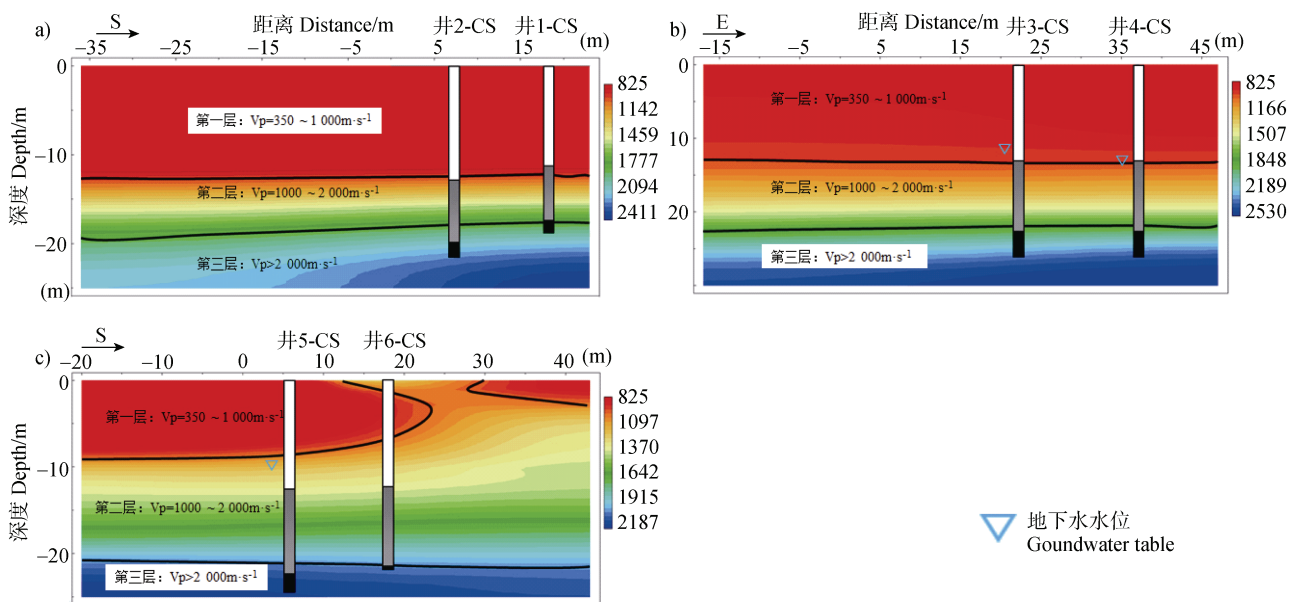 a)
S
距离 Distance/m
井2-CS
井1-CS
−35 −25 −15 −5 5 15 (m)
深度 Depth/m
0
−10
−20
(m)
第一层：Vp=350 ~ 1 000m·s-1
第二层：Vp=1000 ~ 2 000m·s-1
第三层：Vp>2 000m·s-1
825
1142
1459
1777
2094
2411
b)
E
距离 Distance/m
井3-CS
井4-CS
−15 −5 5 15 25 35 45 (m)
0
10
20
第一层：Vp=350 ~ 1 000m·s-1
第二层：Vp=1000 ~ 2 000m·s-1
第三层：Vp>2 000m·s-1
825
1166
1507
1848
2189
2530
c)
S
井5-CS
井6-CS
−20 −10 0 10 20 30 40 (m)
深度 Depth/m
0
−10
−20
第一层：Vp=350 ~ 1 000m·s-1
第二层：Vp=1000 ~ 2 000m·s-1
第三层：Vp>2 000m·s-1
825
1097
1370
1642
1915
2187
地下水水位
Goundwater table